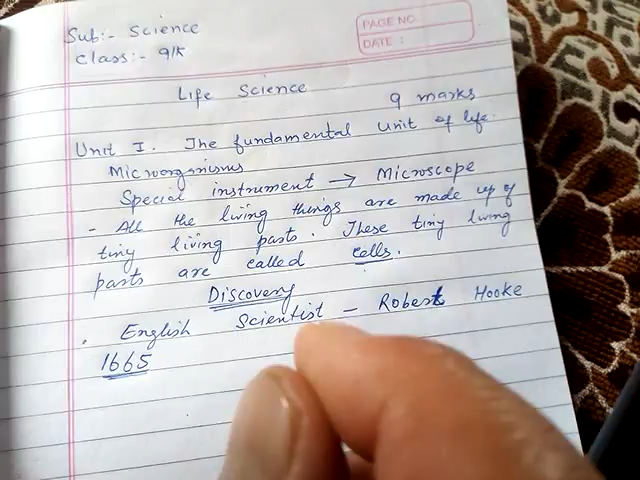 Sub:- Science
PAGE NO.
DATE :
Class:- 9th
Life Science
9 marks
Unit I. The fundamental unit of life.
Microorganisms
Special instrument → Microscope
- All the living things are made up of
tiny living parts. These tiny living
parts are called cells.
Discovery
. English Scientist - Robert Hooke
1665